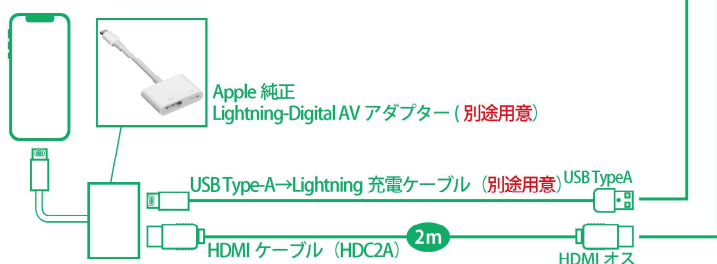 Apple 純正
Lightning-Digital AV アダプター ( 別途用意)
USB Type-A→Lightning 充電ケーブル (別途用意)
USB TypeA
HDMI ケーブル (HDC2A)
2m
HDMI オス